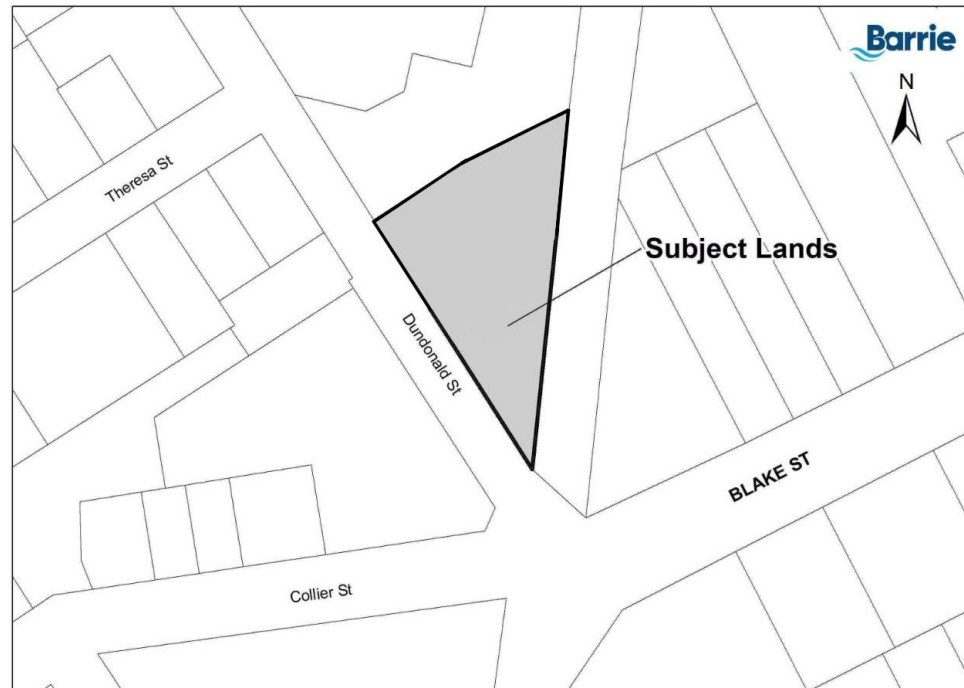 Barrie
N
Theresa St
Subject Lands
Dundonald St
BLAKE ST
Collier St